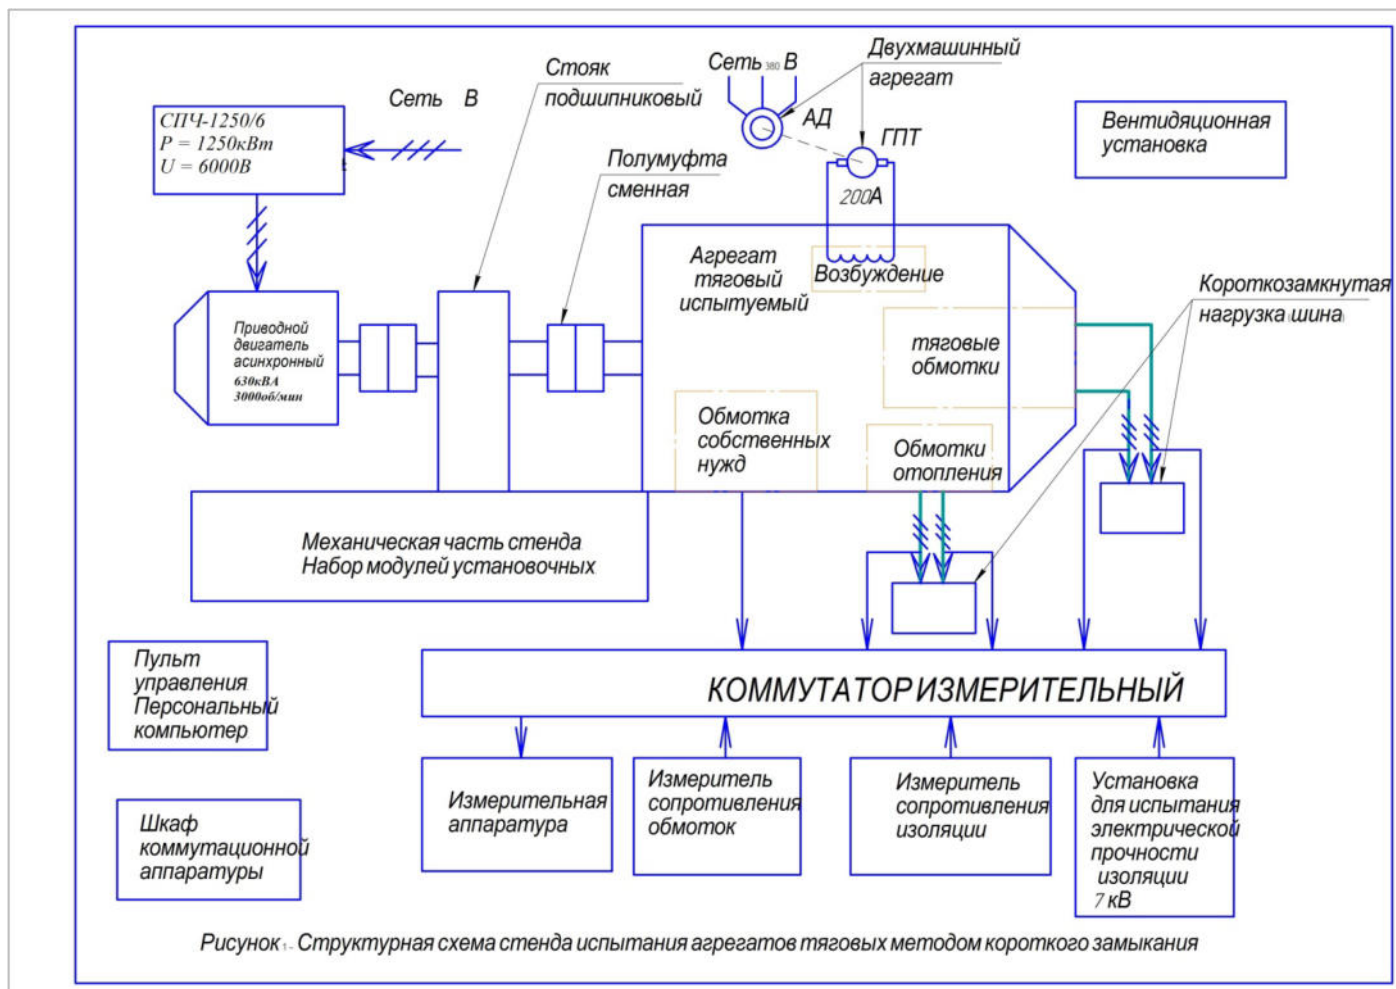 Сеть 380 В
Двухмашинный
агрегат
Стояк
подшипниковый
Сеть В
СПЧ-1250/6
P = 1250кВт
U = 6000В
АД
ГПТ
200А
Вентидяционная
установка
Полумуфта
сменная
Агрегат
тяговый
испытуемый
Возбуждение
Короткозамкнутая
нагрузка шина
Приводной
двигатель
асинхронный
630кВА
3000об/мин
тяговые
обмотки
Обмотка
собственных
нужд
Обмотки
отопления
Механическая часть стенда
Набор модулей установочных
Пульт
управления
Персональный
компьютер
КОММУТАТОР ИЗМЕРИТЕЛЬНЫЙ
Шкаф
коммутационной
аппаратуры
Измерительная
аппаратура
Измеритель
сопротивления
обмоток
Измеритель
сопротивления
изоляции
Установка
для испытания
электрической
прочности
изоляции
7 кВ
Рисунок 1 - Структурная схема стенда испытания агрегатов тяговых методом короткого замыкания